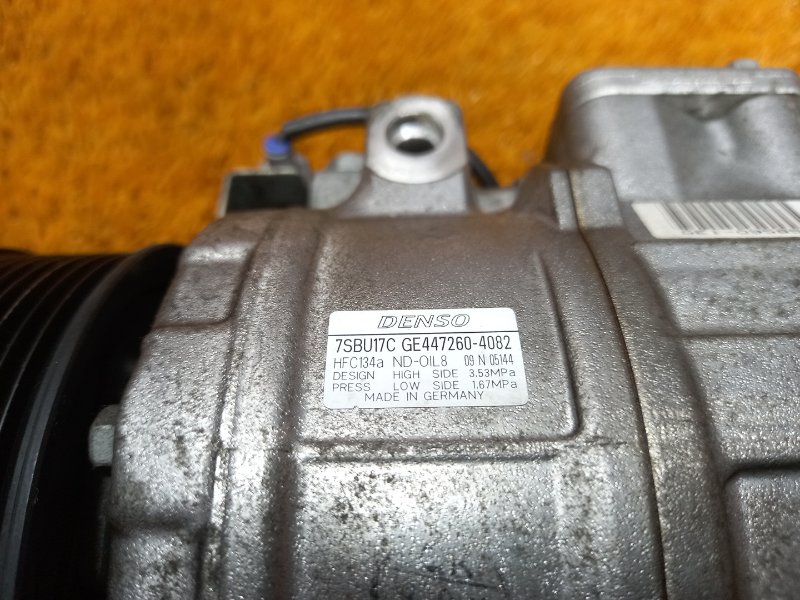 DENSO
7SBU17C GE447260-4082
HFC134a ND-OIL8 09 N 05144
DESIGN HIGH SIDE 3.53MPa
PRESS LOW SIDE 1.67MPa
MADE IN GERMANY